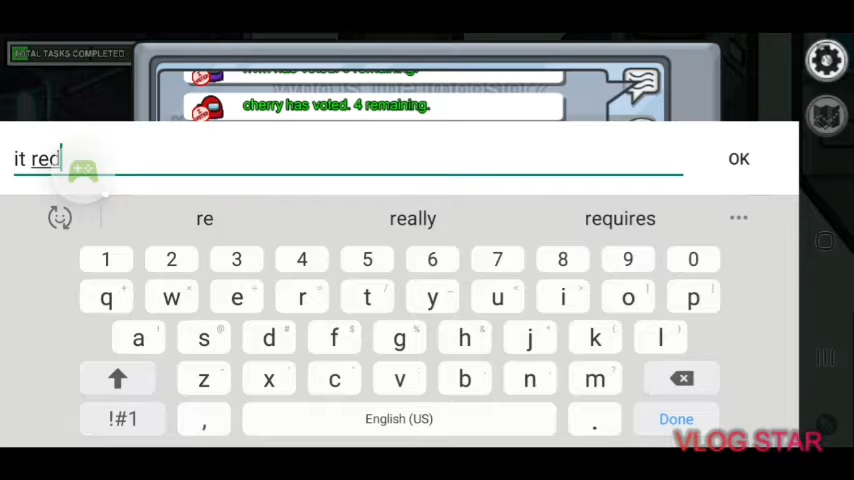 TOTAL TASKS COMPLETED
cherry has voted. 4 remaining.
it red
OK
re really requires
1 2 3 4 5 6 7 8 9 0
q w e r t y u i o p
a s d f g h j k l
z x c v b n m
!#1 , English (US) . Done
VLOG STAR